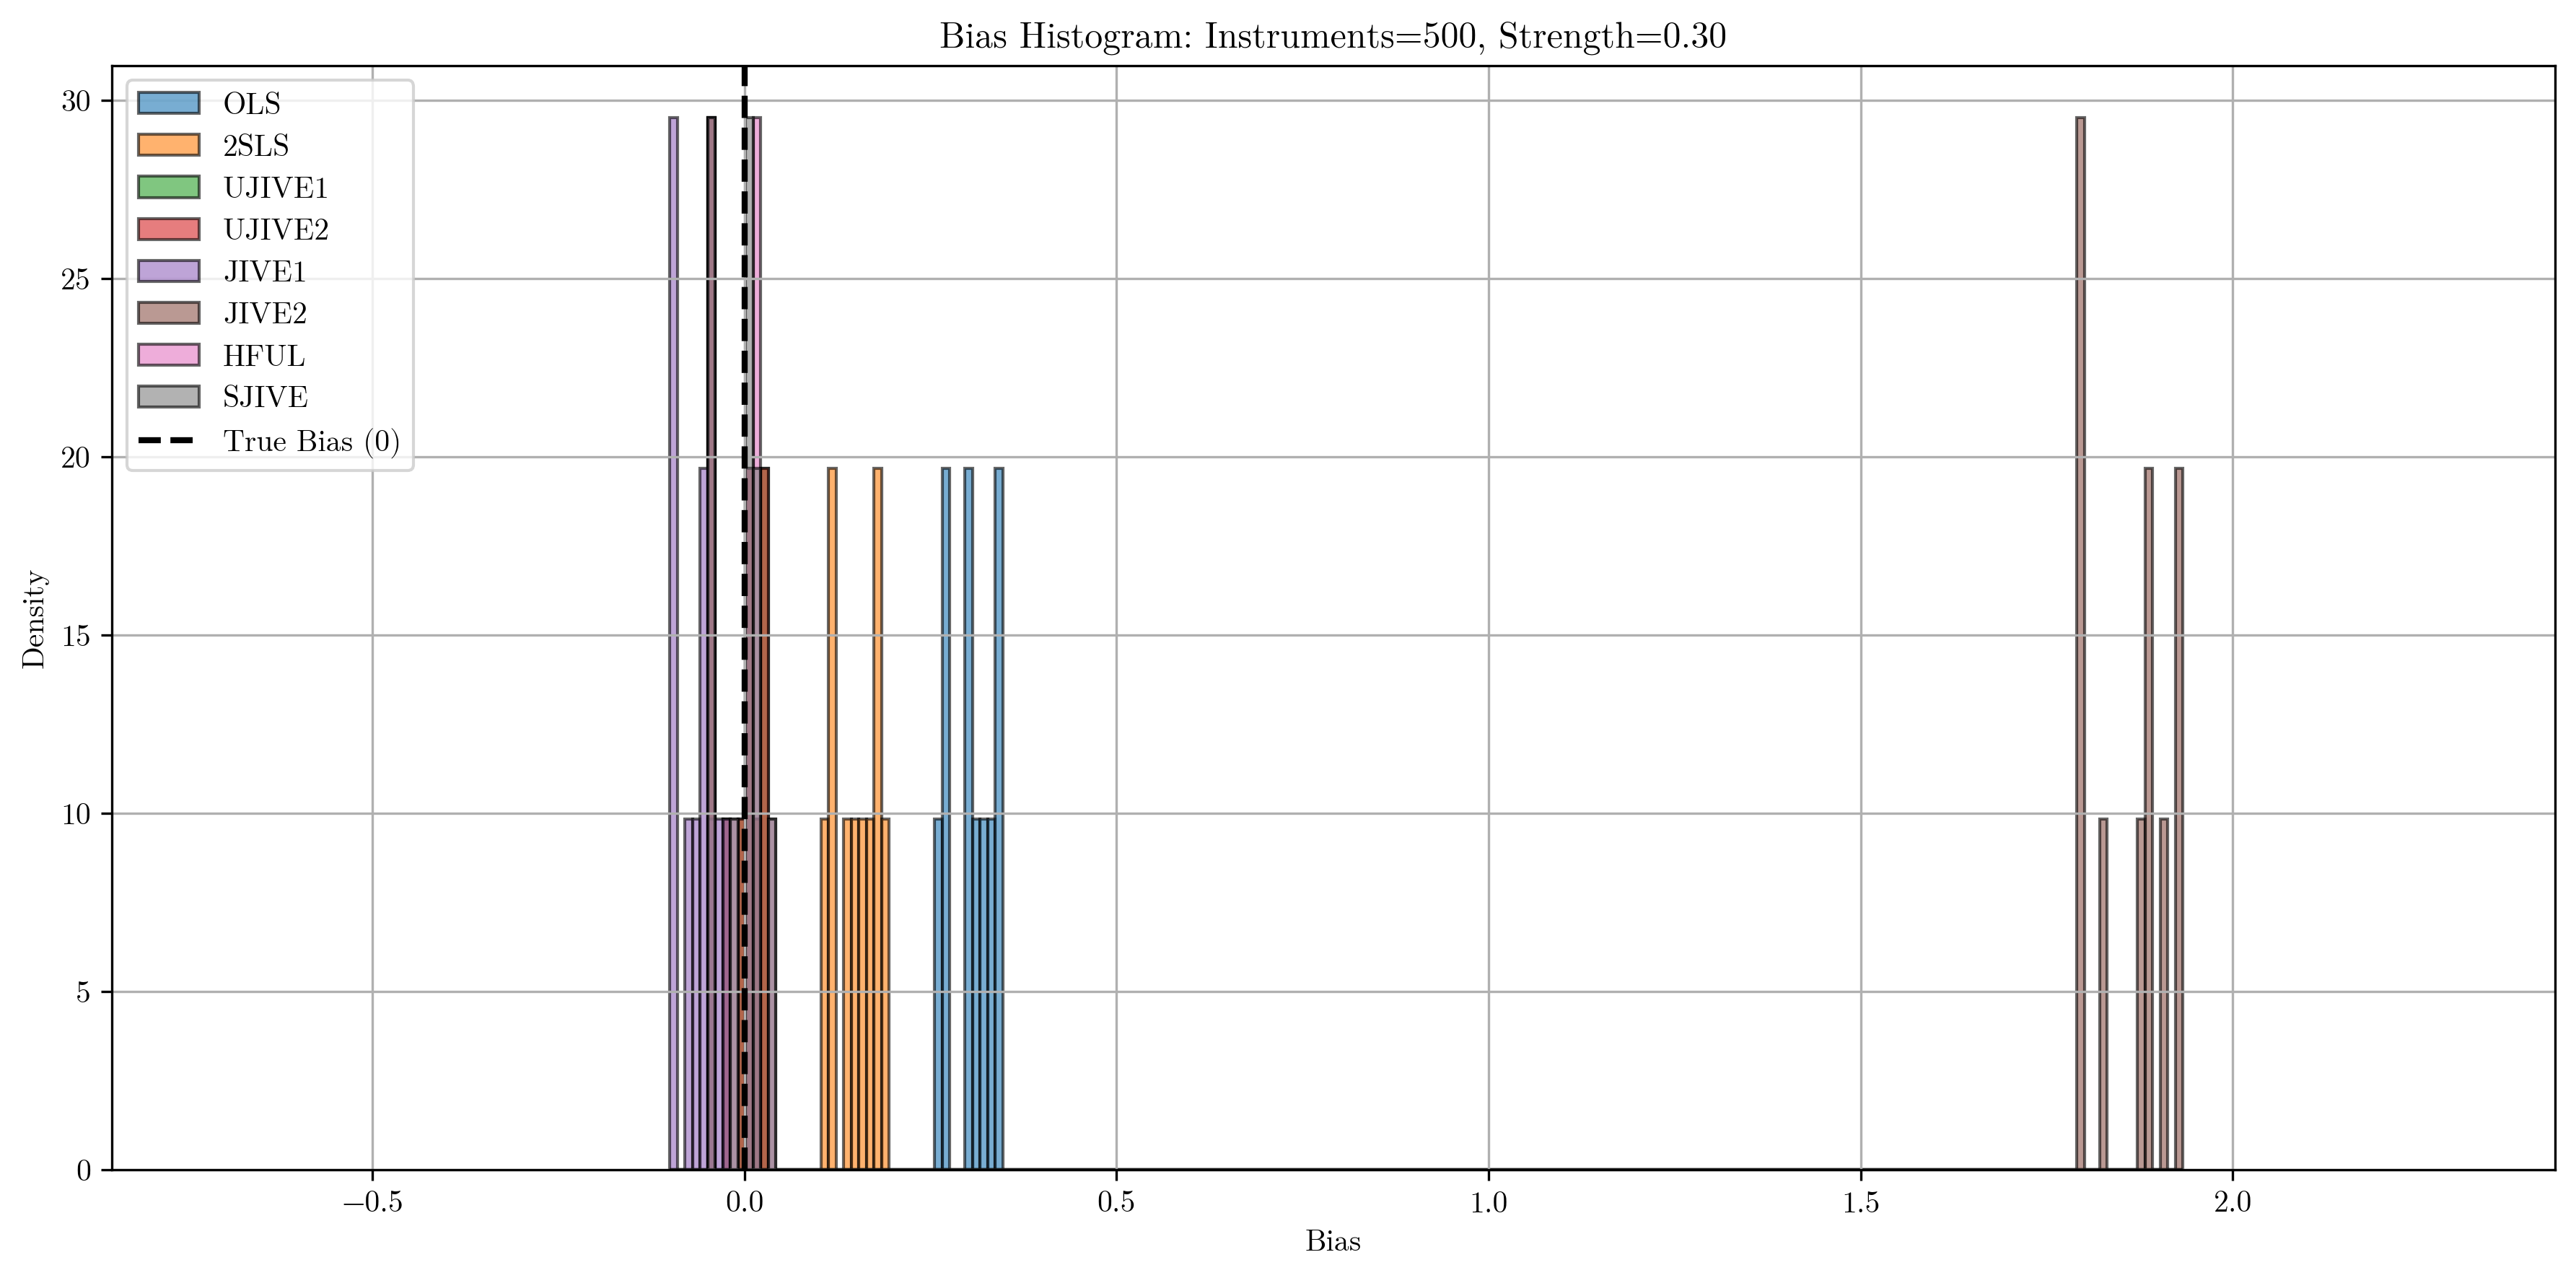 Bias Histogram: Instruments=500, Strength=0.30
OLS
2SLS
UJIVE1
UJIVE2
JIVE1
JIVE2
HFUL
SJIVE
True Bias (0)
Density
30
25
20
15
10
5
0
−0.5
0.0
0.5
1.0
1.5
2.0
Bias